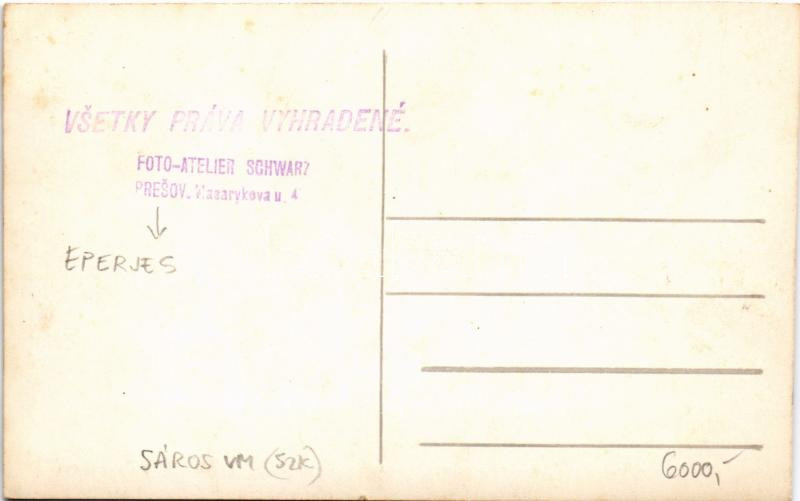 VŠETKY PRÁVA VYHRADENÉ.
FOTO-ATELIER SCHWARZ
PREŠOV. Masarykova u. 4
EPERJES
SÁROS VM (SZK)
6000,-